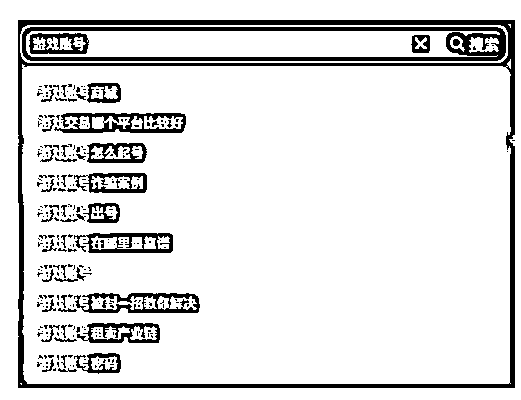 游戏账号 搜索
游戏账号商城
游戏交易哪个平台比较好
游戏账号怎么起号
游戏账号诈骗案例
游戏账号出号
游戏账号在哪里最靠谱
游戏账号
游戏账号被封一招教你解决
游戏账号租卖产业链
游戏账号密码